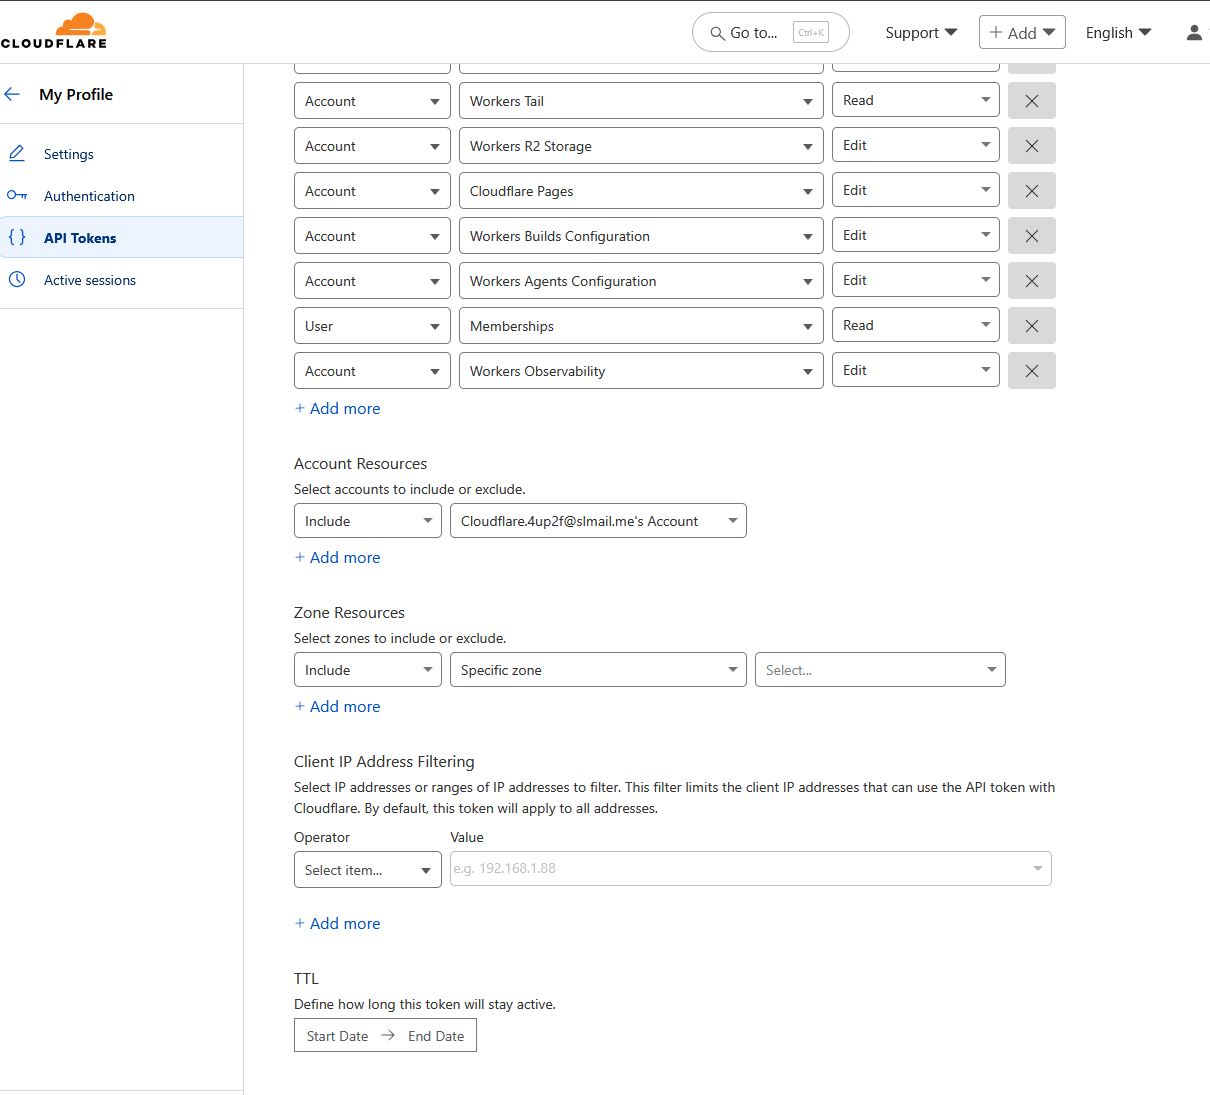 CLOUDFLARE
Go to... Ctrl+K
Support
+ Add
English
My Profile
Settings
Authentication
API Tokens
Active sessions
Account Workers Tail Read
Account Workers R2 Storage Edit
Account Cloudflare Pages Edit
Account Workers Builds Configuration Edit
Account Workers Agents Configuration Edit
User Memberships Read
Account Workers Observability Edit
+ Add more
Account Resources
Select accounts to include or exclude.
Include Cloudflare.4up2f@slmail.me's Account
+ Add more
Zone Resources
Select zones to include or exclude.
Include Specific zone Select...
+ Add more
Client IP Address Filtering
Select IP addresses or ranges of IP addresses to filter. This filter limits the client IP addresses that can use the API token with
Cloudflare. By default, this token will apply to all addresses.
Operator Value
Select item... e.g. 192.168.1.88
+ Add more
TTL
Define how long this token will stay active.
Start Date → End Date